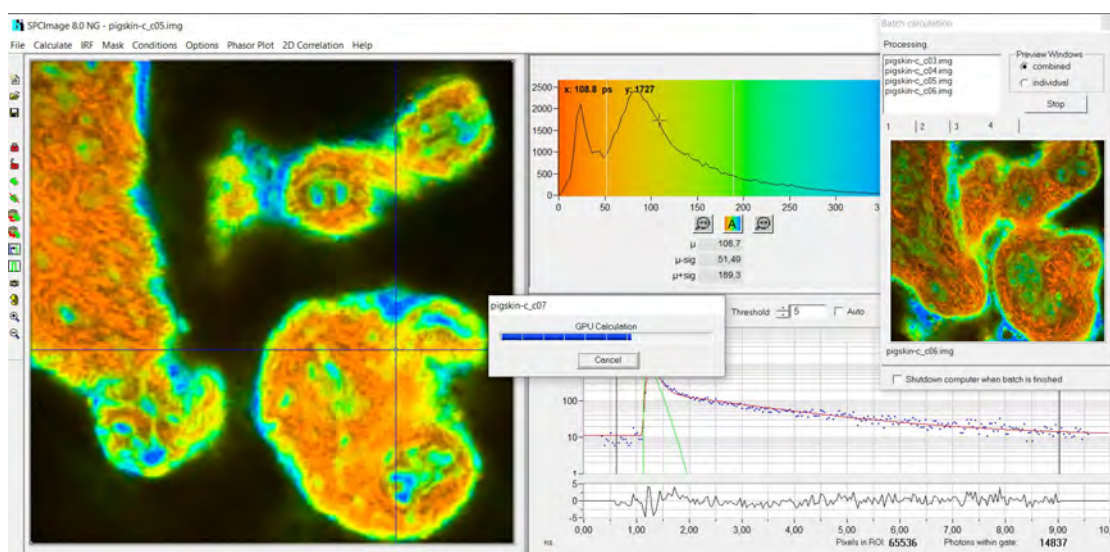 SPCImage 8.0 NG - pigskin-c_c05.img
File Calculate IRF Mask Conditions Options Phasor Plot 2D Correlation Help
x: 108.8 ps y: 1727
2500
2000
1500
1000
500
0
0 50 100 150 200 250 300 35
A
μ 108,7
μ-sig 51,49
μ+sig 189,3
Threshold 5 Auto
pigskin-c_c07
GPU Calculation
Cancel
100
10
1
5
0
-5
0,00 1,00 2,00 3,00 4,00 5,00 6,00 7,00 8,00 9,00 10,
ns.
Pixels in ROI: 65536 Photons within gate: 14837
Batch calculation
Processing.
pigskin-c_c03.img
pigskin-c_c04.img
pigskin-c_c05.img
pigskin-c_c06.img
Preview Windows
combined
individual
Stop
1 2 3 4
pigskin-c_c06.img
Shutdown computer when batch is finished